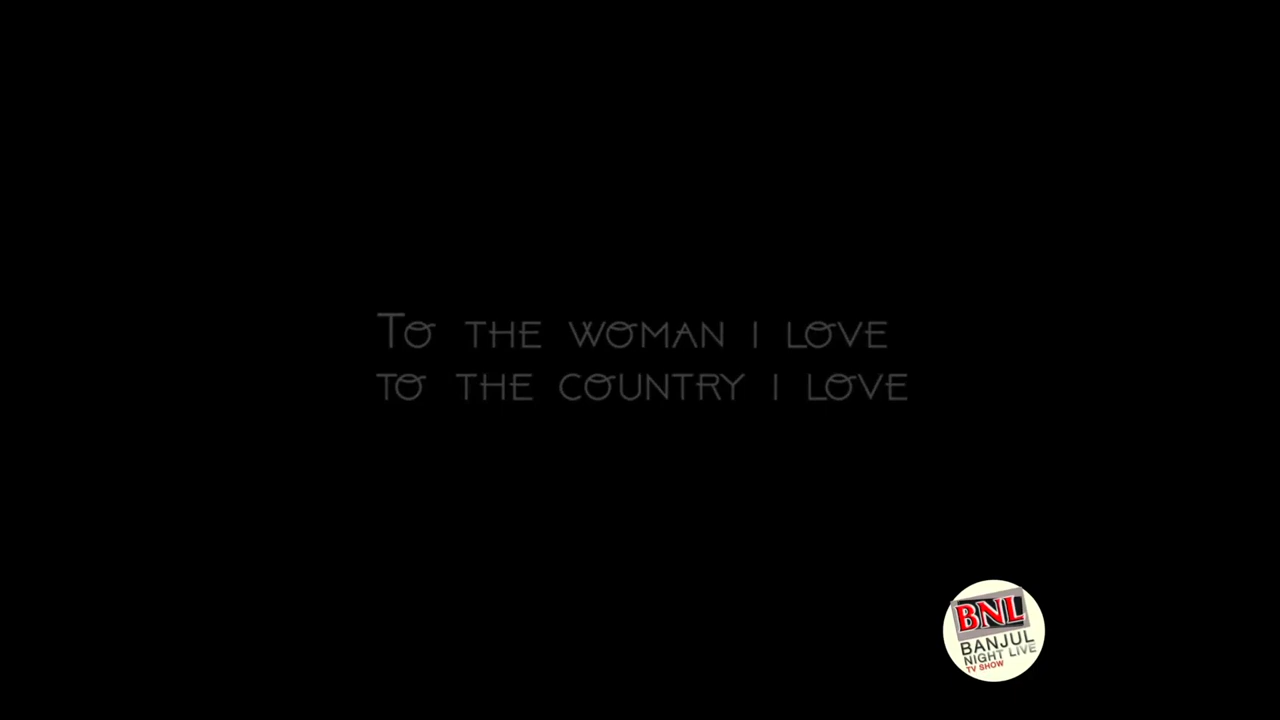 To the woman I love
to the country I love
BNL
BANJUL
NIGHT LIVE
TV SHOW